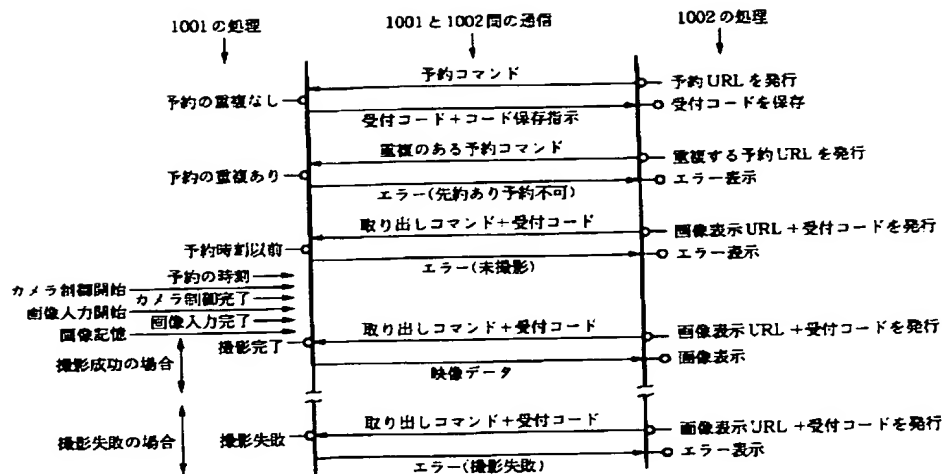 1001の処理
1001と1002間の通信
1002の処理
予約コマンド
予約URLを発行
予約の重複なし
受付コードを保存
受付コード+コード保存指示
重複のある予約コマンド
重複する予約URLを発行
予約の重複あり
エラー表示
エラー(先約あり予約不可)
取り出しコマンド+受付コード
画像表示URL+受付コードを発行
予約時刻以前
エラー表示
エラー(未撮影)
予約の時刻
カメラ制御開始
カメラ制御完了
画像入力開始
画像入力完了
画像記憶
取り出しコマンド+受付コード
画像表示URL+受付コードを発行
撮影完了
画像表示
撮影成功の場合
映像データ
取り出しコマンド+受付コード
画像表示URL+受付コードを発行
撮影失敗の場合
撮影失敗
エラー表示
エラー(撮影失敗)